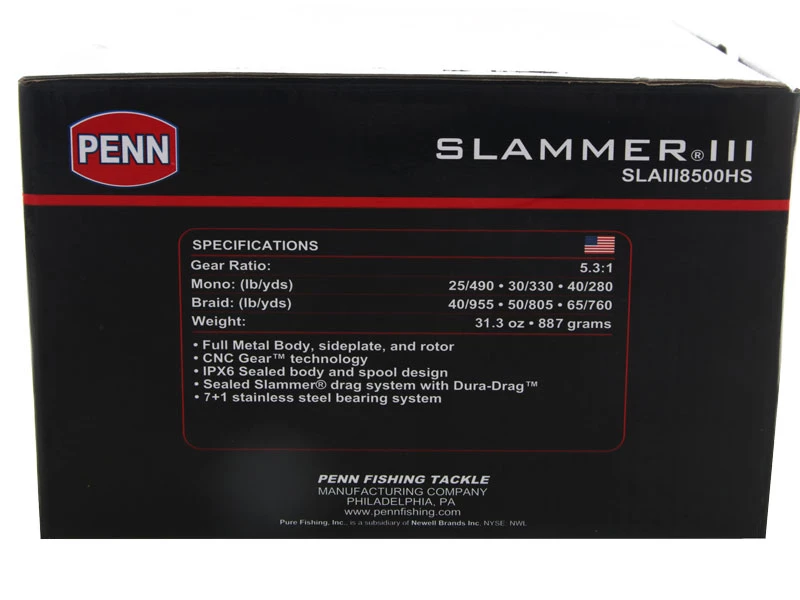 PENN
SLAMMER® III
SLAIII8500HS
SPECIFICATIONS
Gear Ratio: 5.3:1
Mono: (lb/yds) 25/490 • 30/330 • 40/280
Braid: (lb/yds) 40/955 • 50/805 • 65/760
Weight: 31.3 oz • 887 grams
• Full Metal Body, sideplate, and rotor
• CNC Gear™ technology
• IPX6 Sealed body and spool design
• Sealed Slammer® drag system with Dura-Drag™
• 7+1 stainless steel bearing system
PENN FISHING TACKLE
MANUFACTURING COMPANY
PHILADELPHIA, PA
www.pennfishing.com
Pure Fishing, Inc., is a subsidiary of Newell Brands Inc. NYSE: NWL